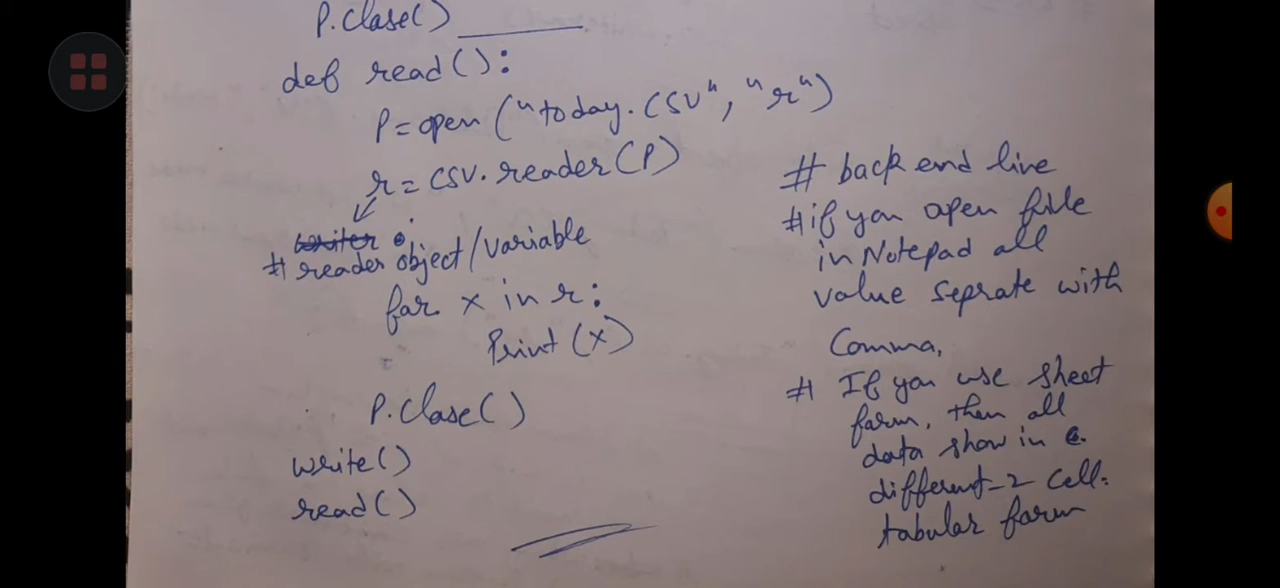 P.Close()
def read():
P=open("today.csv","r")
r=csv.reader(P)
writer
# reader object/variable
for x in r:
Print(x)
P.Close()
write()
read()
# back end live
#if you open file
in Notepad all
value seprate with
Comma,
# If you use sheet
form, then all
data show in
different-2 cell.
tabular form